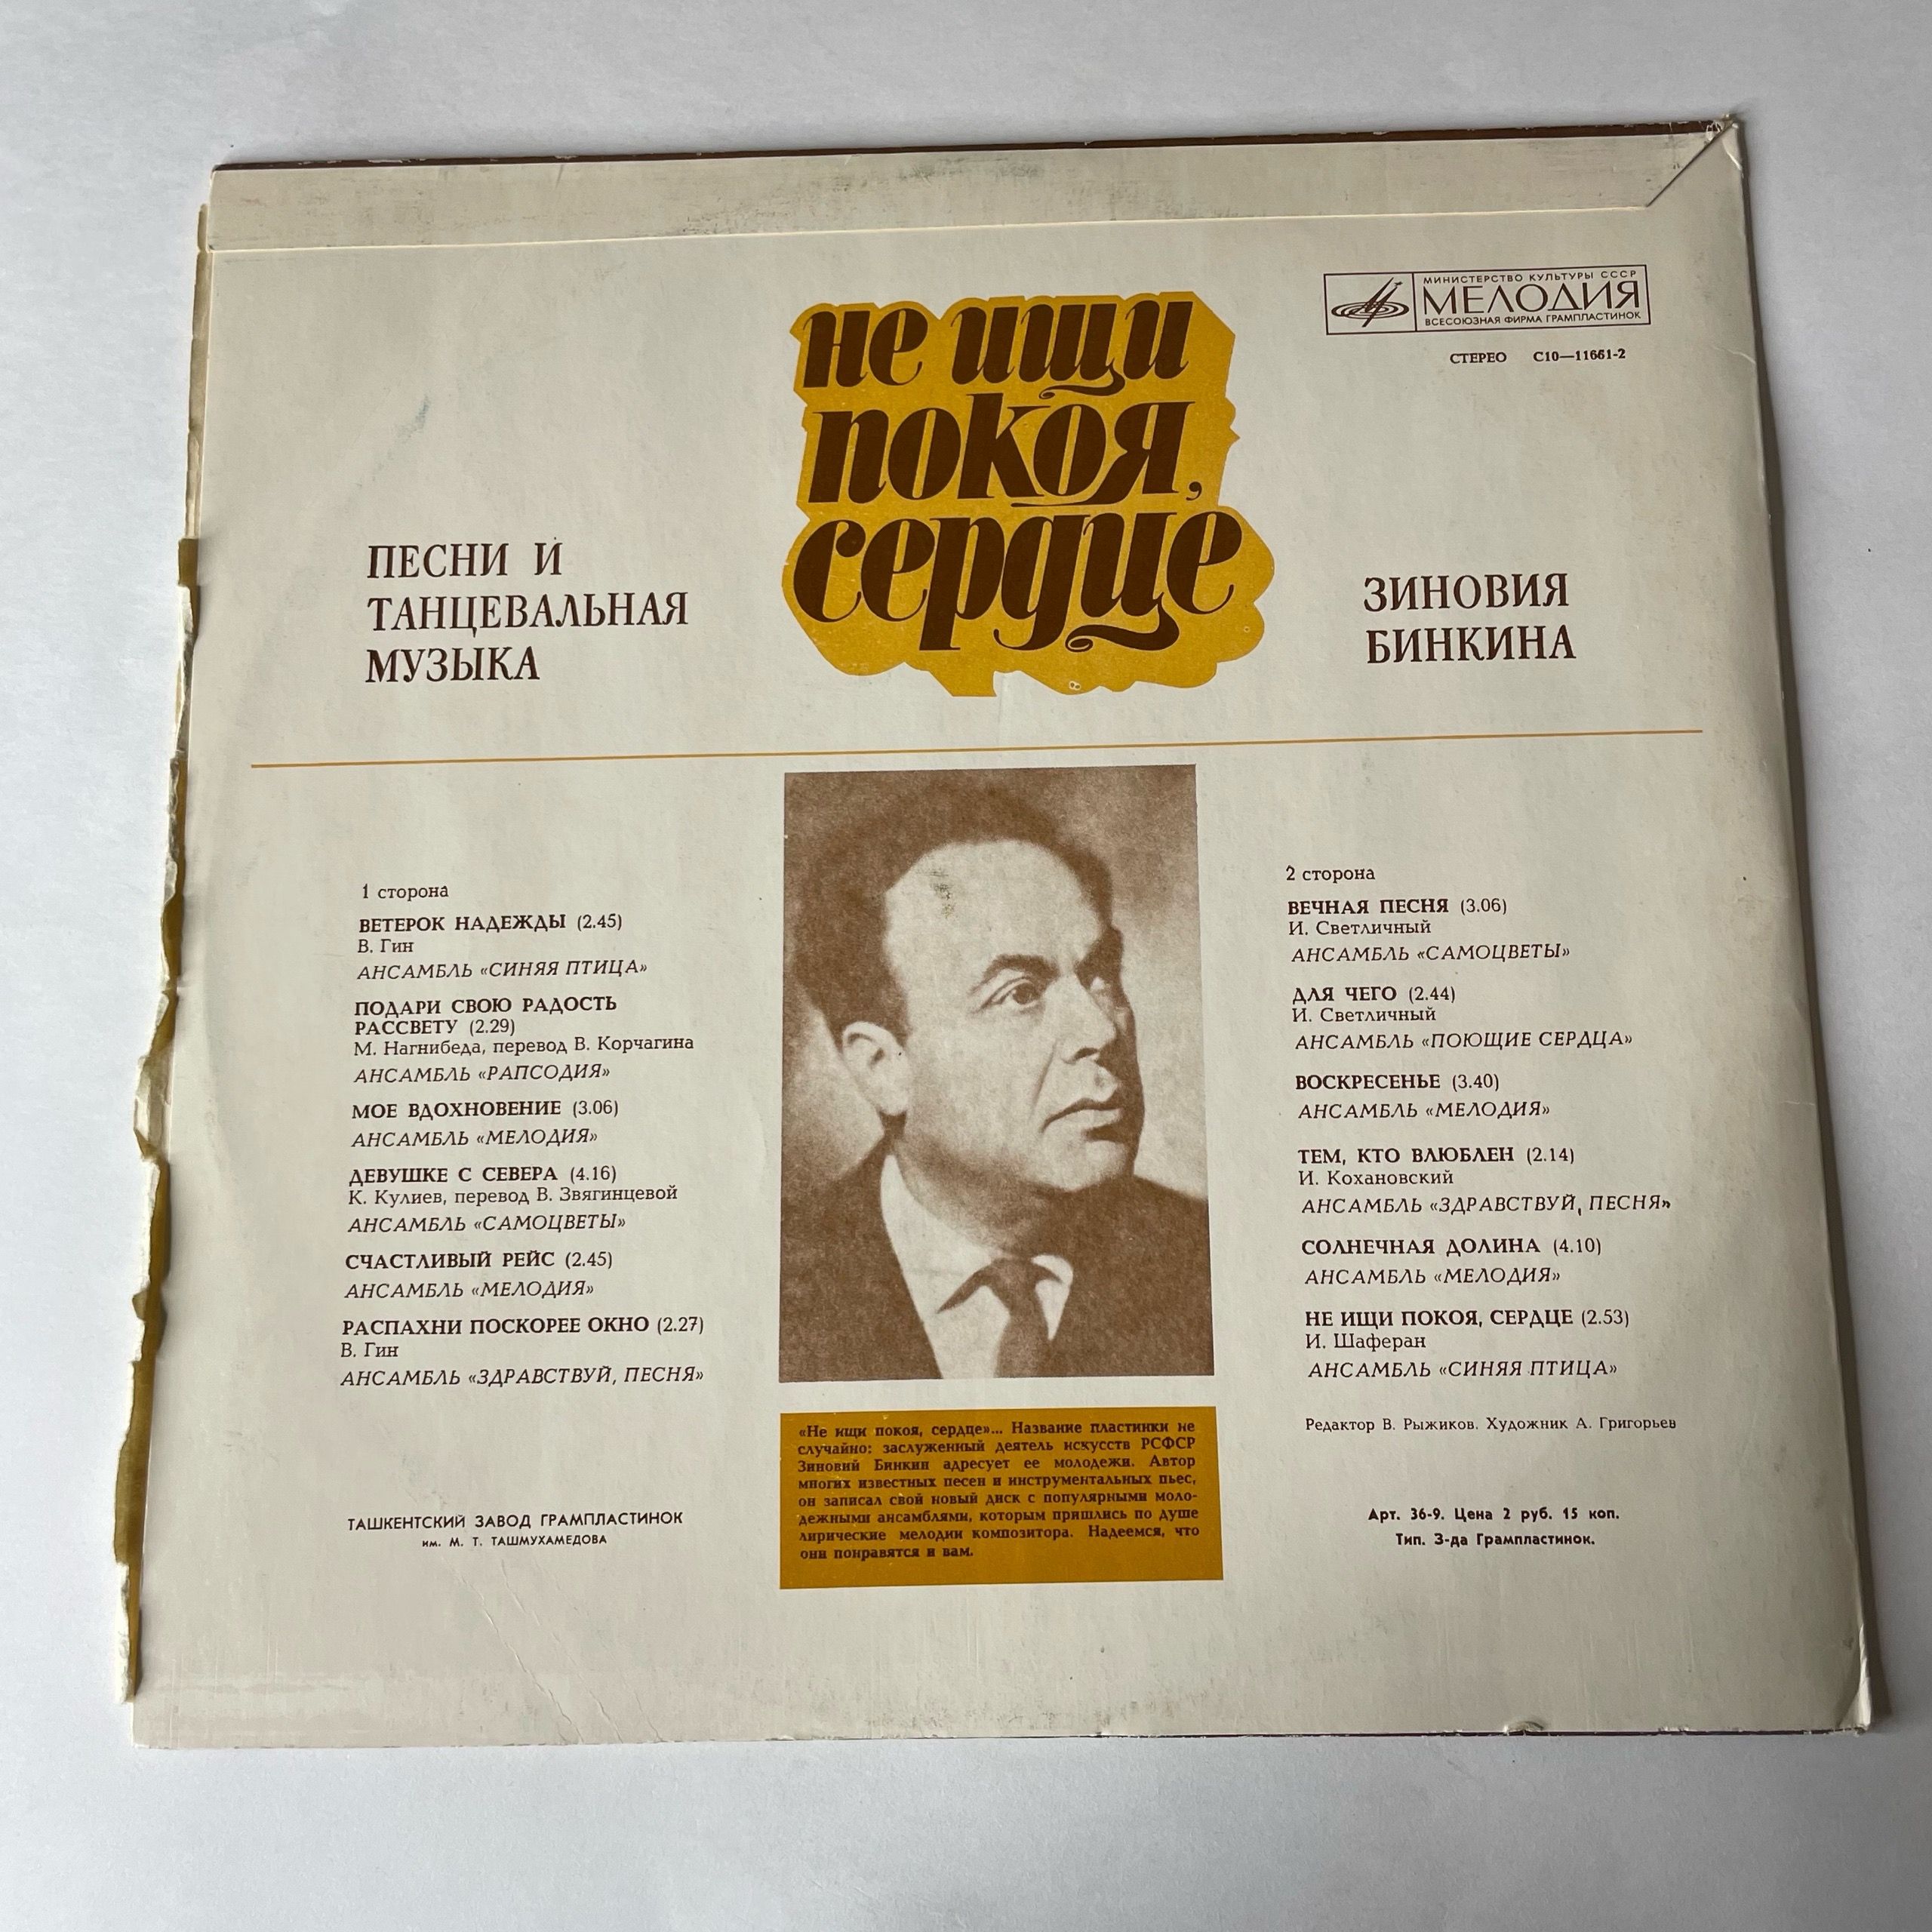 МИНИСТЕРСТВО КУЛЬТУРЫ СССР
МЕЛОДИЯ
ВСЕСОЮЗНАЯ ФИРМА ГРАМПЛАСТИНОК
СТЕРЕО С10—11661-2
не ищи
покоя,
сердце
ПЕСНИ И
ТАНЦЕВАЛЬНАЯ
МУЗЫКА
ЗИНОВИЯ
БИНКИНА
1 сторона
ВЕТЕРОК НАДЕЖДЫ (2.45)
В. Гин
АНСАМБЛЬ «СИНЯЯ ПТИЦА»
ПОДАРИ СВОЮ РАДОСТЬ
РАССВЕТУ (2.29)
М. Нагнибеда, перевод В. Корчагина
АНСАМБЛЬ «РАПСОДИЯ»
МОЕ ВДОХНОВЕНИЕ (3.06)
АНСАМБЛЬ «МЕЛОДИЯ»
ДЕВУШКЕ С СЕВЕРА (4.16)
К. Кулиев, перевод В. Звягинцевой
АНСАМБЛЬ «САМОЦВЕТЫ»
СЧАСТЛИВЫЙ РЕЙС (2.45)
АНСАМБЛЬ «МЕЛОДИЯ»
РАСПАХНИ ПОСКОРЕЕ ОКНО (2.27)
В. Гин
АНСАМБЛЬ «ЗДРАВСТВУЙ, ПЕСНЯ»
ТАШКЕНТСКИЙ ЗАВОД ГРАМПЛАСТИНОК
им. М. Т. ТАШМУХАМЕДОВА
«Не ищи покоя, сердце»... Название пластинки не
случайно: заслуженный деятель искусств РСФСР
Зиновий Бинкин адресует ее молодежи. Автор
многих известных песен и инструментальных пьес,
он записал свой новый диск с популярными моло-
дежными ансамблями, которым пришлись по душе
лирические мелодии композитора. Надеемся, что
они понравятся и вам.
2 сторона
ВЕЧНАЯ ПЕСНЯ (3.06)
И. Светличный
АНСАМБЛЬ «САМОЦВЕТЫ»
ДЛЯ ЧЕГО (2.44)
И. Светличный
АНСАМБЛЬ «ПОЮЩИЕ СЕРДЦА»
ВОСКРЕСЕНЬЕ (3.40)
АНСАМБЛЬ «МЕЛОДИЯ»
ТЕМ, КТО ВЛЮБЛЕН (2.14)
И. Кохановский
АНСАМБЛЬ «ЗДРАВСТВУЙ, ПЕСНЯ»
СОЛНЕЧНАЯ ДОЛИНА (4.10)
АНСАМБЛЬ «МЕЛОДИЯ»
НЕ ИЩИ ПОКОЯ, СЕРДЦЕ (2.53)
И. Шаферан
АНСАМБЛЬ «СИНЯЯ ПТИЦА»
Редактор В. Рыжиков. Художник А. Григорьев
Арт. 36-9. Цена 2 руб. 15 коп.
Тип. З-да Грампластинок.